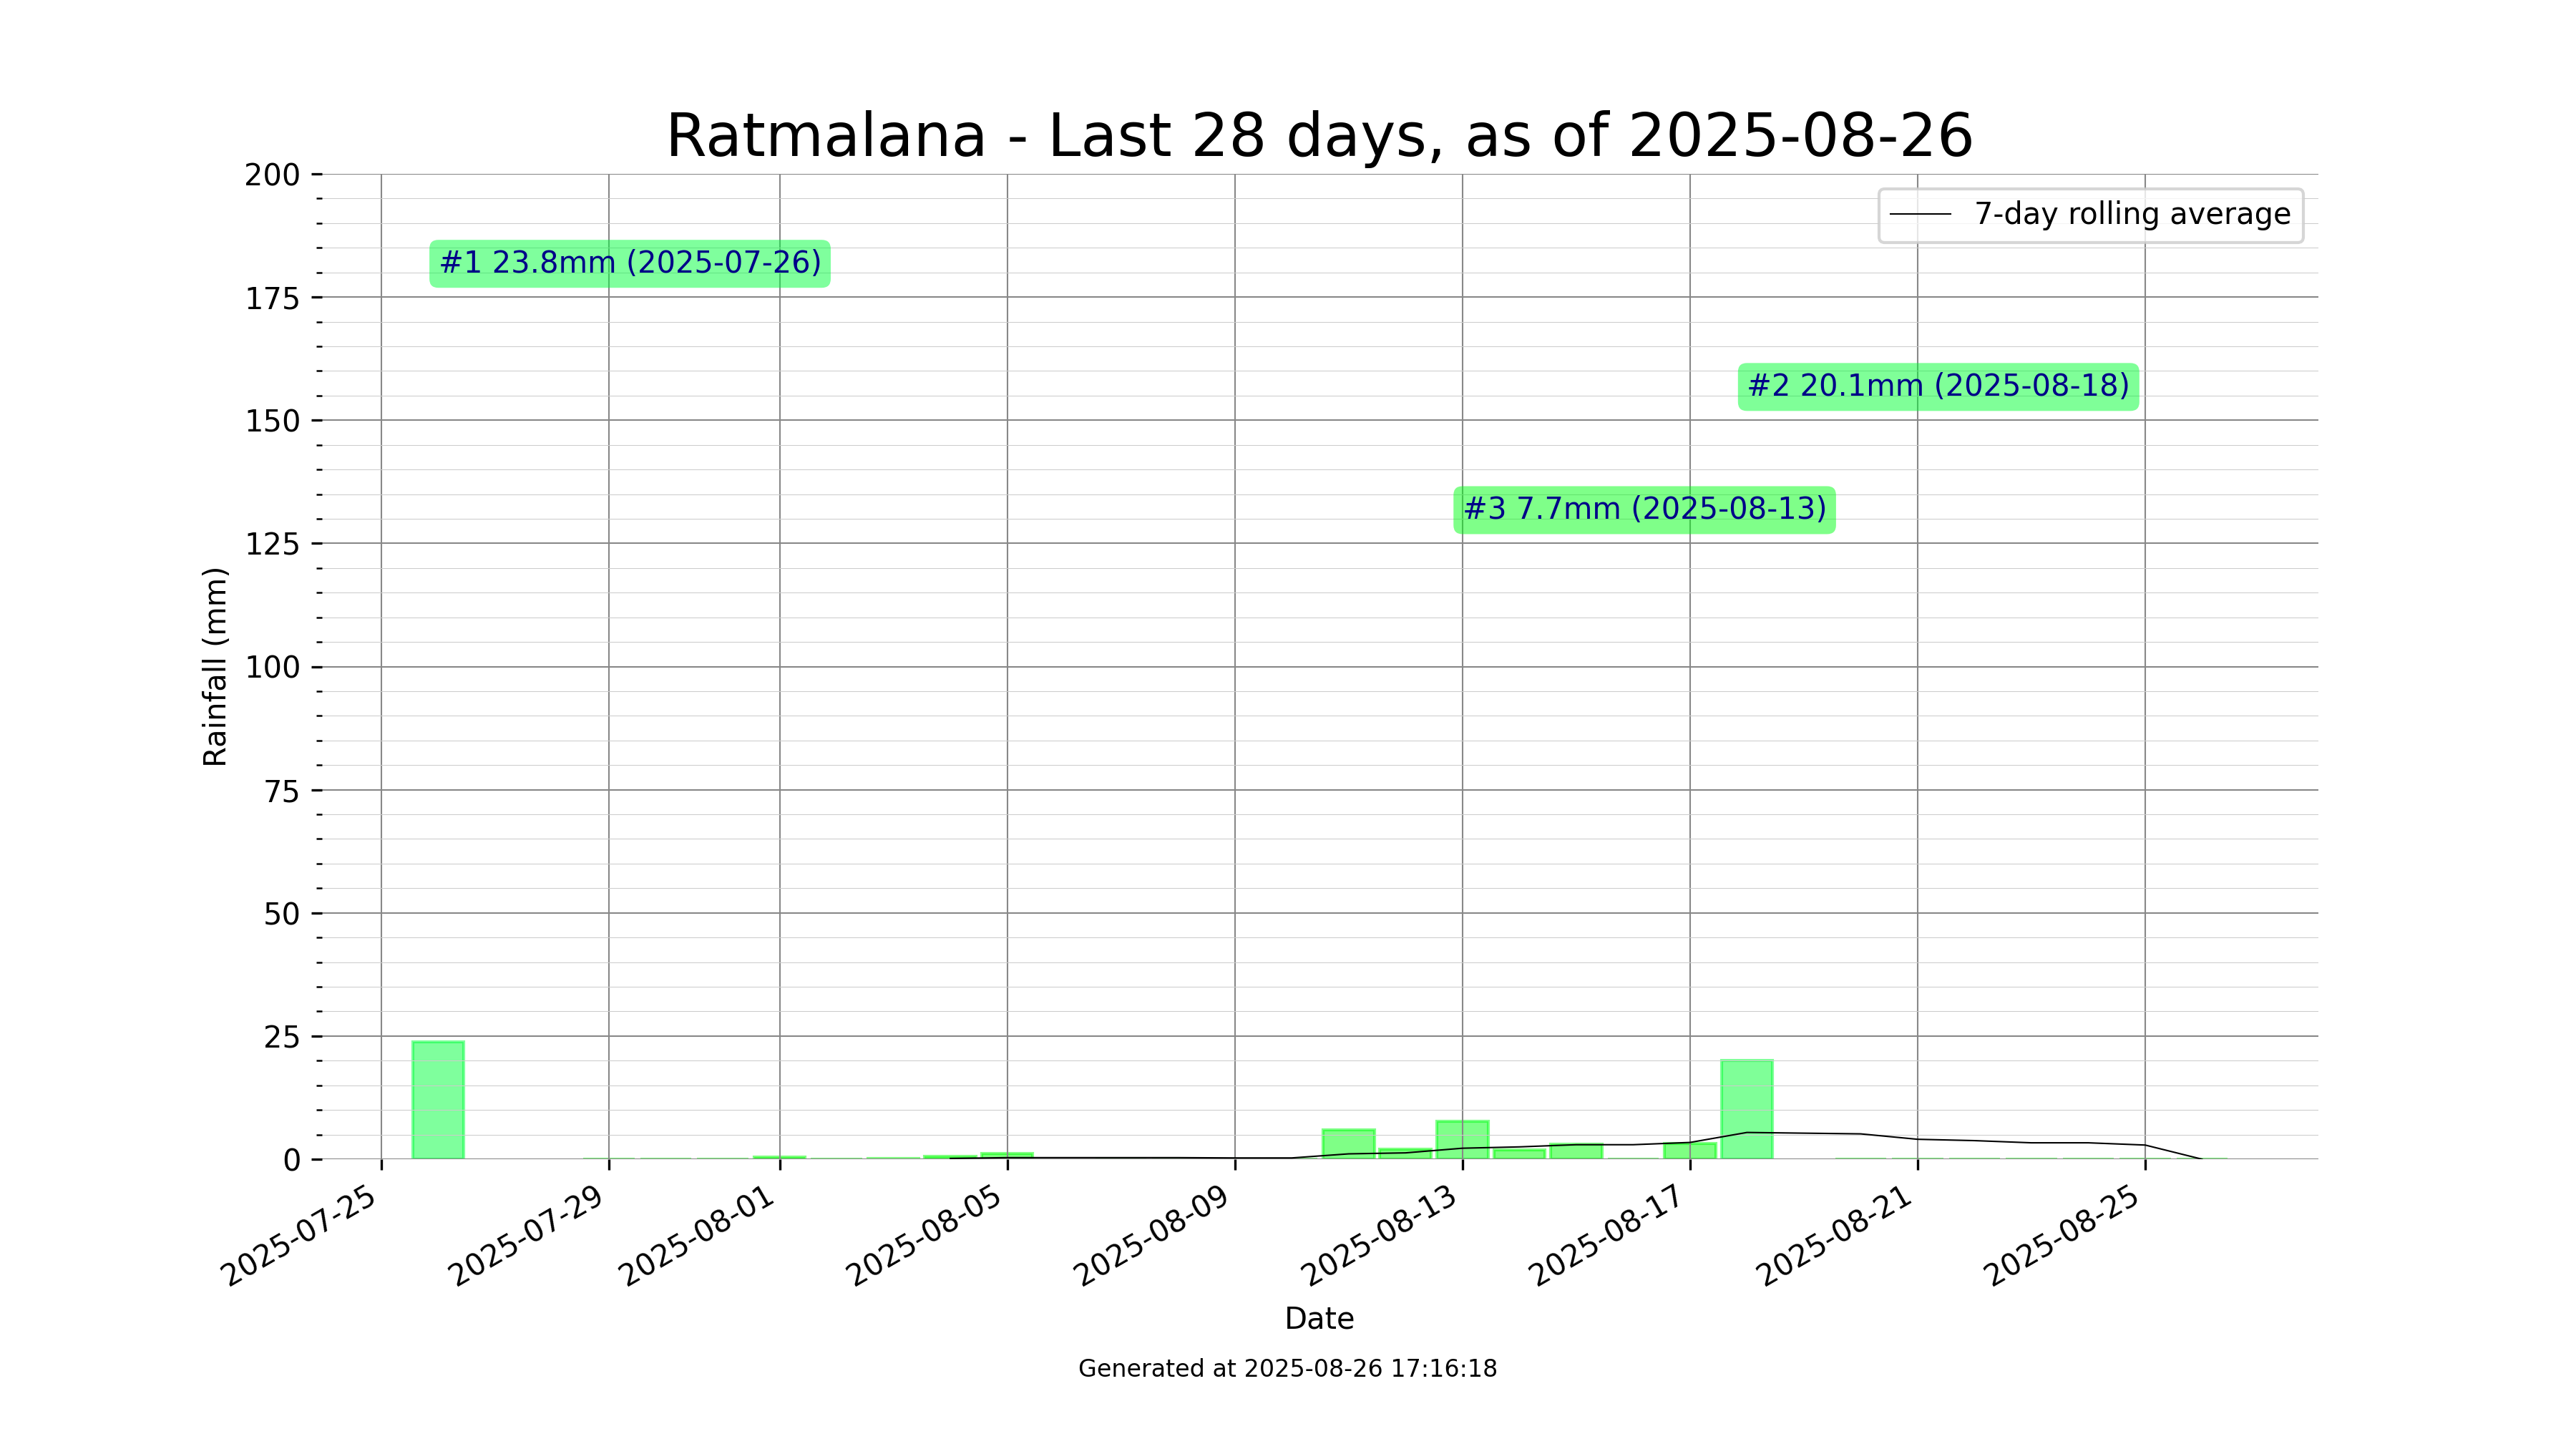 Ratmalana - Last 28 days, as of 2025-08-26
7-day rolling average
#1 23.8mm (2025-07-26)
#2 20.1mm (2025-08-18)
#3 7.7mm (2025-08-13)
Rainfall (mm)
200
175
150
125
100
75
50
25
0
2025-07-25
2025-07-29
2025-08-01
2025-08-05
2025-08-09
2025-08-13
2025-08-17
2025-08-21
2025-08-25
Date
Generated at 2025-08-26 17:16:18